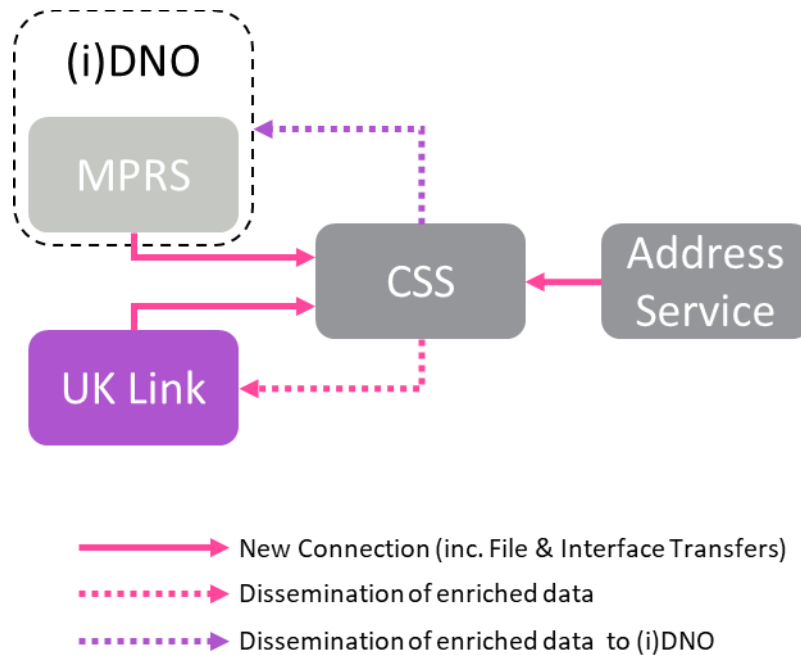 (i)DNO
MPRS
CSS
Address
Service
UK Link
New Connection (inc. File & Interface Transfers)
Dissemination of enriched data
Dissemination of enriched data to (i)DNO